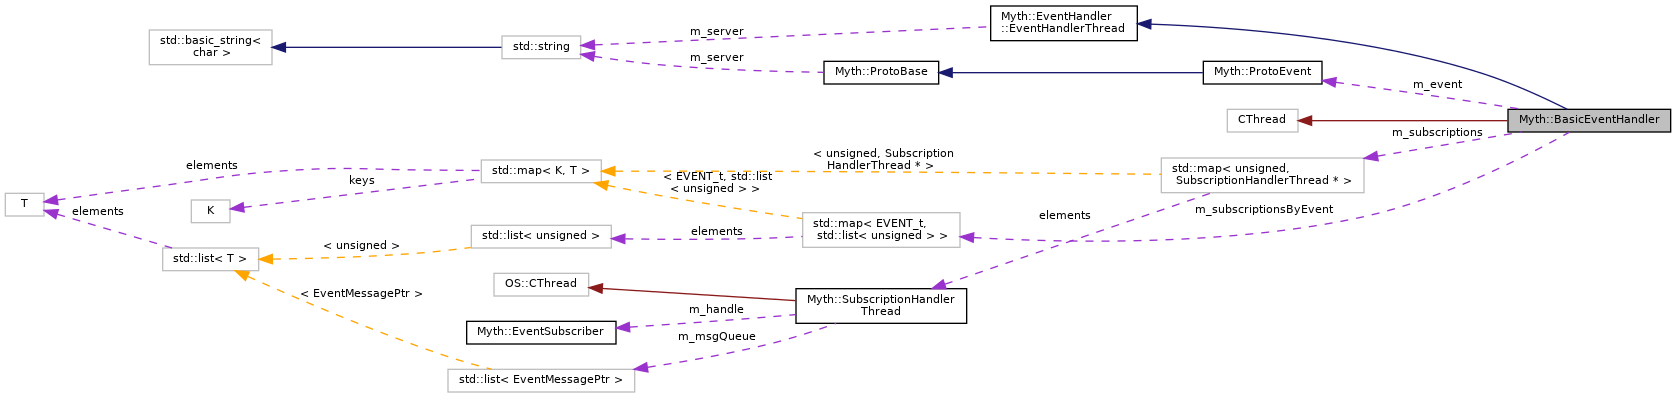 Myth::EventHandler
::EventHandlerThread
m_server
std::basic_string<
char >
std::string
m_server
Myth::ProtoBase
Myth::ProtoEvent
m_event
CThread
Myth::BasicEventHandler
m_subscriptions
< unsigned, Subscription
HandlerThread * >
elements
std::map< K, T >
std::map< unsigned,
SubscriptionHandlerThread * >
keys
< EVENT_t, std::list
< unsigned > >
T
K
elements
elements
m_subscriptionsByEvent
std::map< EVENT_t,
std::list< unsigned > >
elements
std::list< unsigned >
< unsigned >
std::list< T >
OS::CThread
< EventMessagePtr >
Myth::SubscriptionHandler
Thread
m_handle
Myth::EventSubscriber
m_msgQueue
std::list< EventMessagePtr >